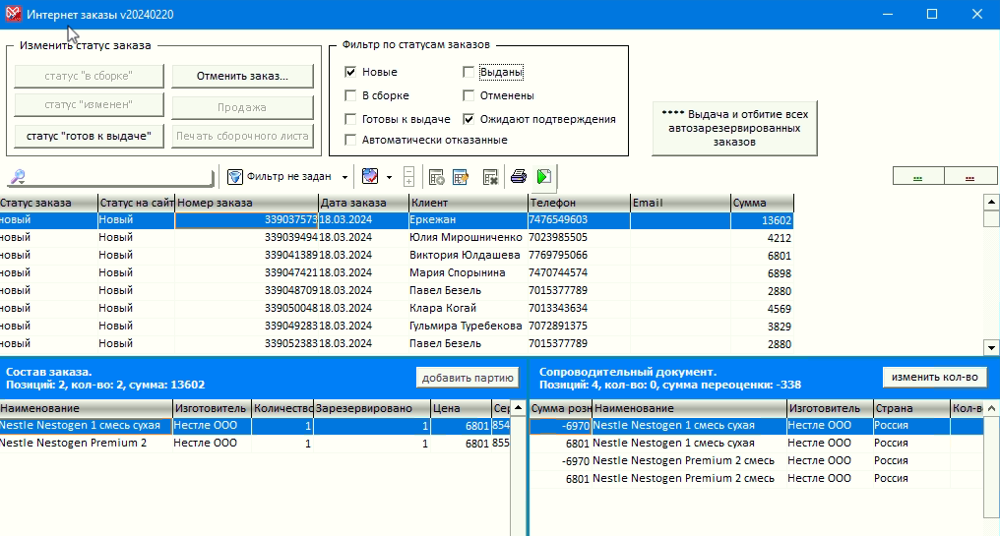 Интернет заказы v20240220
Изменить статус заказа
статус "в сборке"
Отменить заказ...
статус "изменен"
Продажа
статус "готов к выдаче"
Печать сборочного листа
Фильтр по статусам заказов
Новые
Выданы
В сборке
Отменены
Готовы к выдаче
Ожидают подтверждения
Автоматически отказанные
**** Выдача и отбитие всех
автозарезервированных
заказов
Фильтр не задан
...
...
Статус заказа Статус на сайт Номер заказа Дата заказа Клиент Телефон Email Сумма
новый Новый 339037573 18.03.2024 Еркежан 7476549603 13602
новый Новый 339039494 18.03.2024 Юлия Мирошниченко 7023985505 4212
новый Новый 339041389 18.03.2024 Виктория Юлдашева 7769795066 6801
новый Новый 339047421 18.03.2024 Мария Спорынина 7470744574 6898
новый Новый 339048709 18.03.2024 Павел Безель 7015377789 2880
новый Новый 339050048 18.03.2024 Клара Когай 7013343634 4569
новый Новый 339049283 18.03.2024 Гульмира Туребекова 7072891375 3829
новый Новый 339052383 18.03.2024 Павел Безель 7015377789 2880
Состав заказа.
Позиций: 2, кол-во: 2, сумма: 13602
добавить партию
Наименование Изготовитель Количество Зарезервировано Цена Сер
Nestle Nestogen 1 смесь сухая Нестле ООО 1 1 6801 854
Nestle Nestogen Premium 2 Нестле ООО 1 1 6801 855
Сопроводительный документ.
Позиций: 4, кол-во: 0, сумма переоценки: -338
изменить кол-во
Сумма розн Наименование Изготовитель Страна Кол-в
-6970 Nestle Nestogen 1 смесь сухая Нестле ООО Россия
6801 Nestle Nestogen 1 смесь сухая Нестле ООО Россия
-6970 Nestle Nestogen Premium 2 смесь Нестле ООО Россия
6801 Nestle Nestogen Premium 2 смесь Нестле ООО Россия